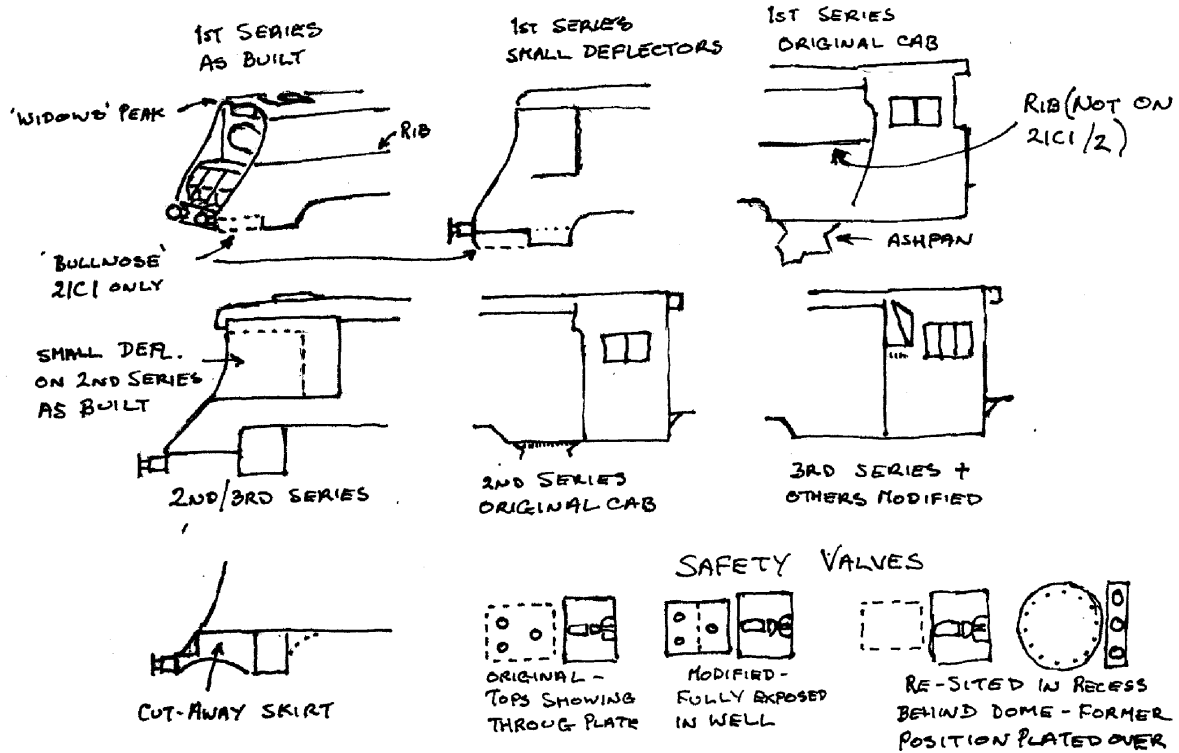 1ST SERIES
AS BUILT
1ST SERIES
SMALL DEFLECTORS
1ST SERIES
ORIGINAL CAB
'WIDOWS' PEAK
RIB
RIB (NOT ON
21C1/2)
'BULLNOSE'
21C1 ONLY
ASHPAN
SMALL DEFL.
ON 2ND SERIES
AS BUILT
2ND/3RD SERIES
2ND SERIES
ORIGINAL CAB
3RD SERIES +
OTHERS MODIFIED
CUT-AWAY SKIRT
SAFETY VALVES
ORIGINAL -
TOPS SHOWING
THROUG PLATE
MODIFIED -
FULLY EXPOSED
IN WELL
RE-SITED IN RECESS
BEHIND DOME - FORMER
POSITION PLATED OVER